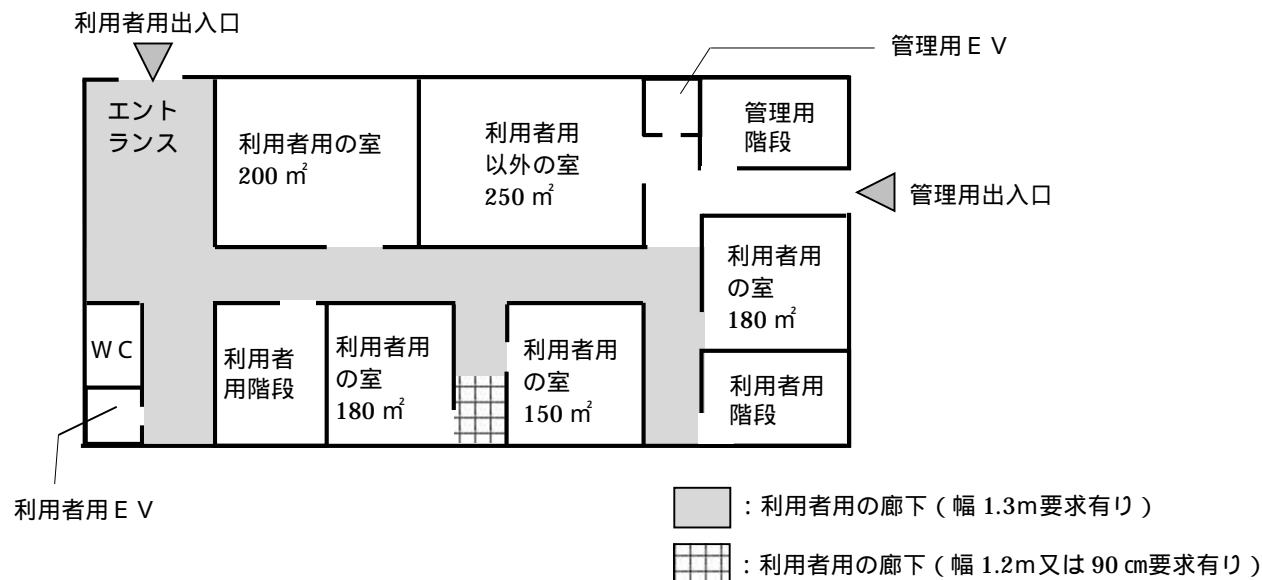 利用者用出入口
管理用ＥＶ
エント
ランス
利用者用の室
200 ㎡
利用者用
以外の室
250 ㎡
管理用
階段
管理用出入口
利用者用
の室
180 ㎡
ＷＣ
利用者
用階段
利用者用
の室
180 ㎡
利用者用
の室
150 ㎡
利用者用
階段
利用者用ＥＶ
：利用者用の廊下（幅 1.3ｍ要求有り）
：利用者用の廊下（幅 1.2ｍ又は 90 ㎝要求有り）